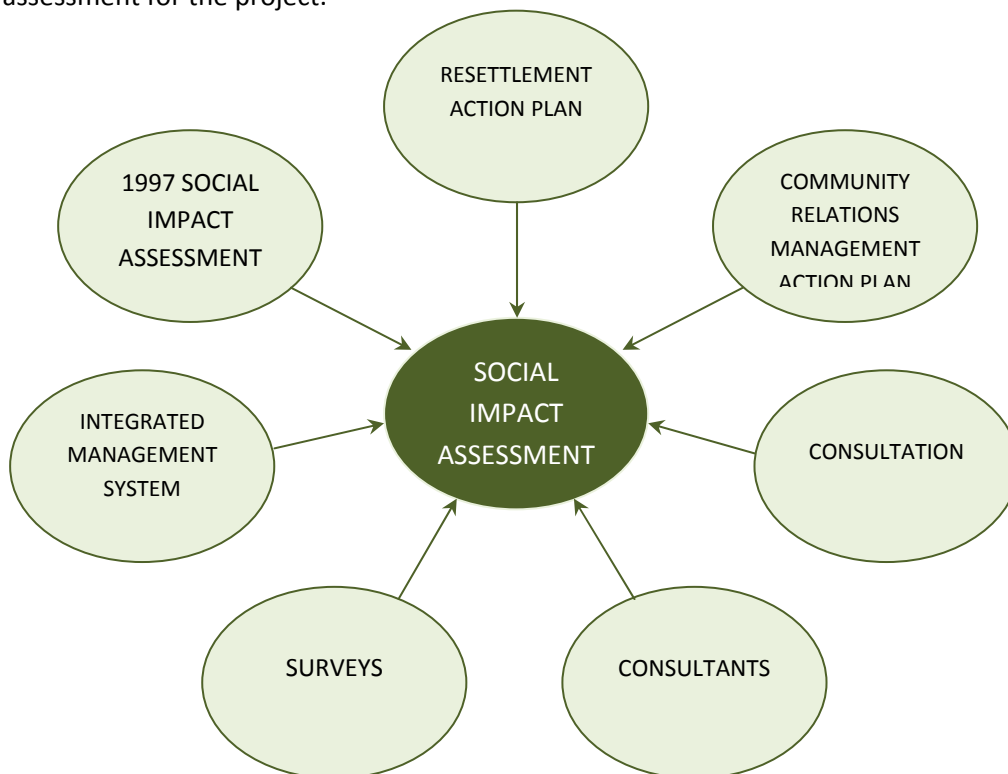 assessment for the project.
RESETTLEMENT
ACTION PLAN
1997 SOCIAL
IMPACT
ASSESSMENT
COMMUNITY
RELATIONS
MANAGEMENT
ACTION PLAN
SOCIAL
IMPACT
ASSESSMENT
INTEGRATED
MANAGEMENT
SYSTEM
CONSULTATION
SURVEYS
CONSULTANTS